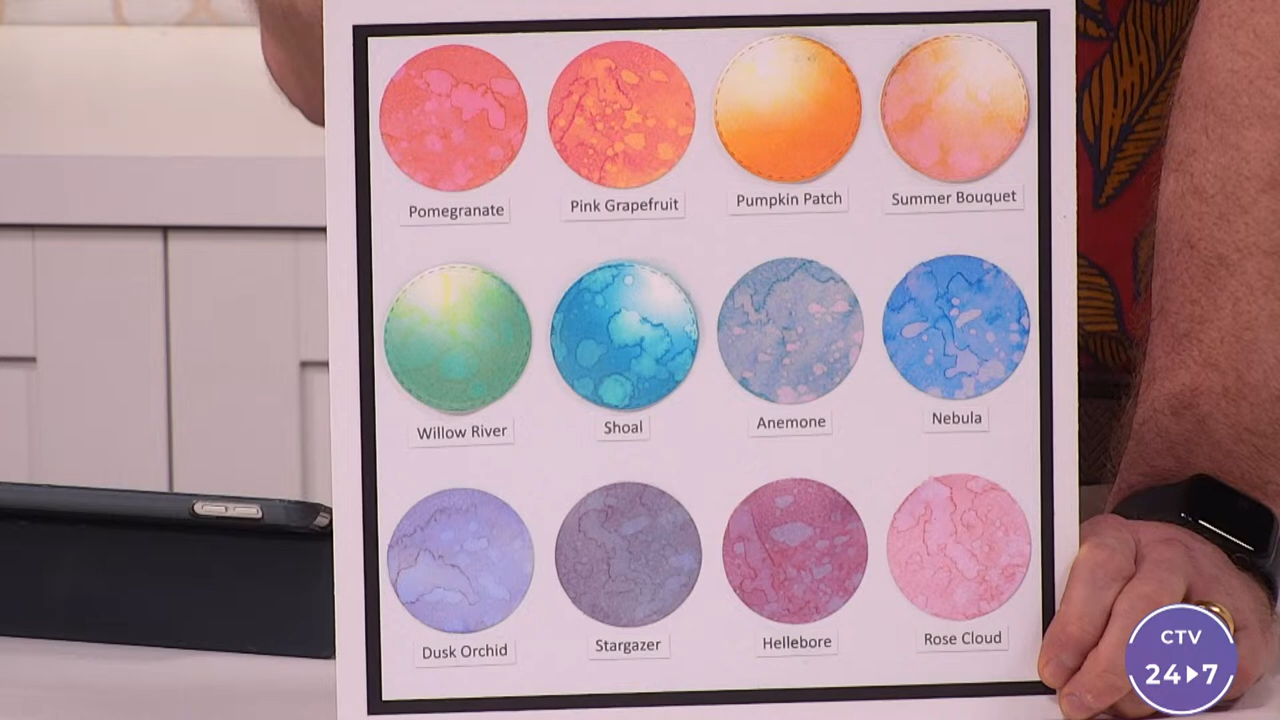 Pomegranate
Pink Grapefruit
Pumpkin Patch
Summer Bouquet
Willow River
Shoal
Anemone
Nebula
Dusk Orchid
Stargazer
Hellebore
Rose Cloud
CTV
24▶7